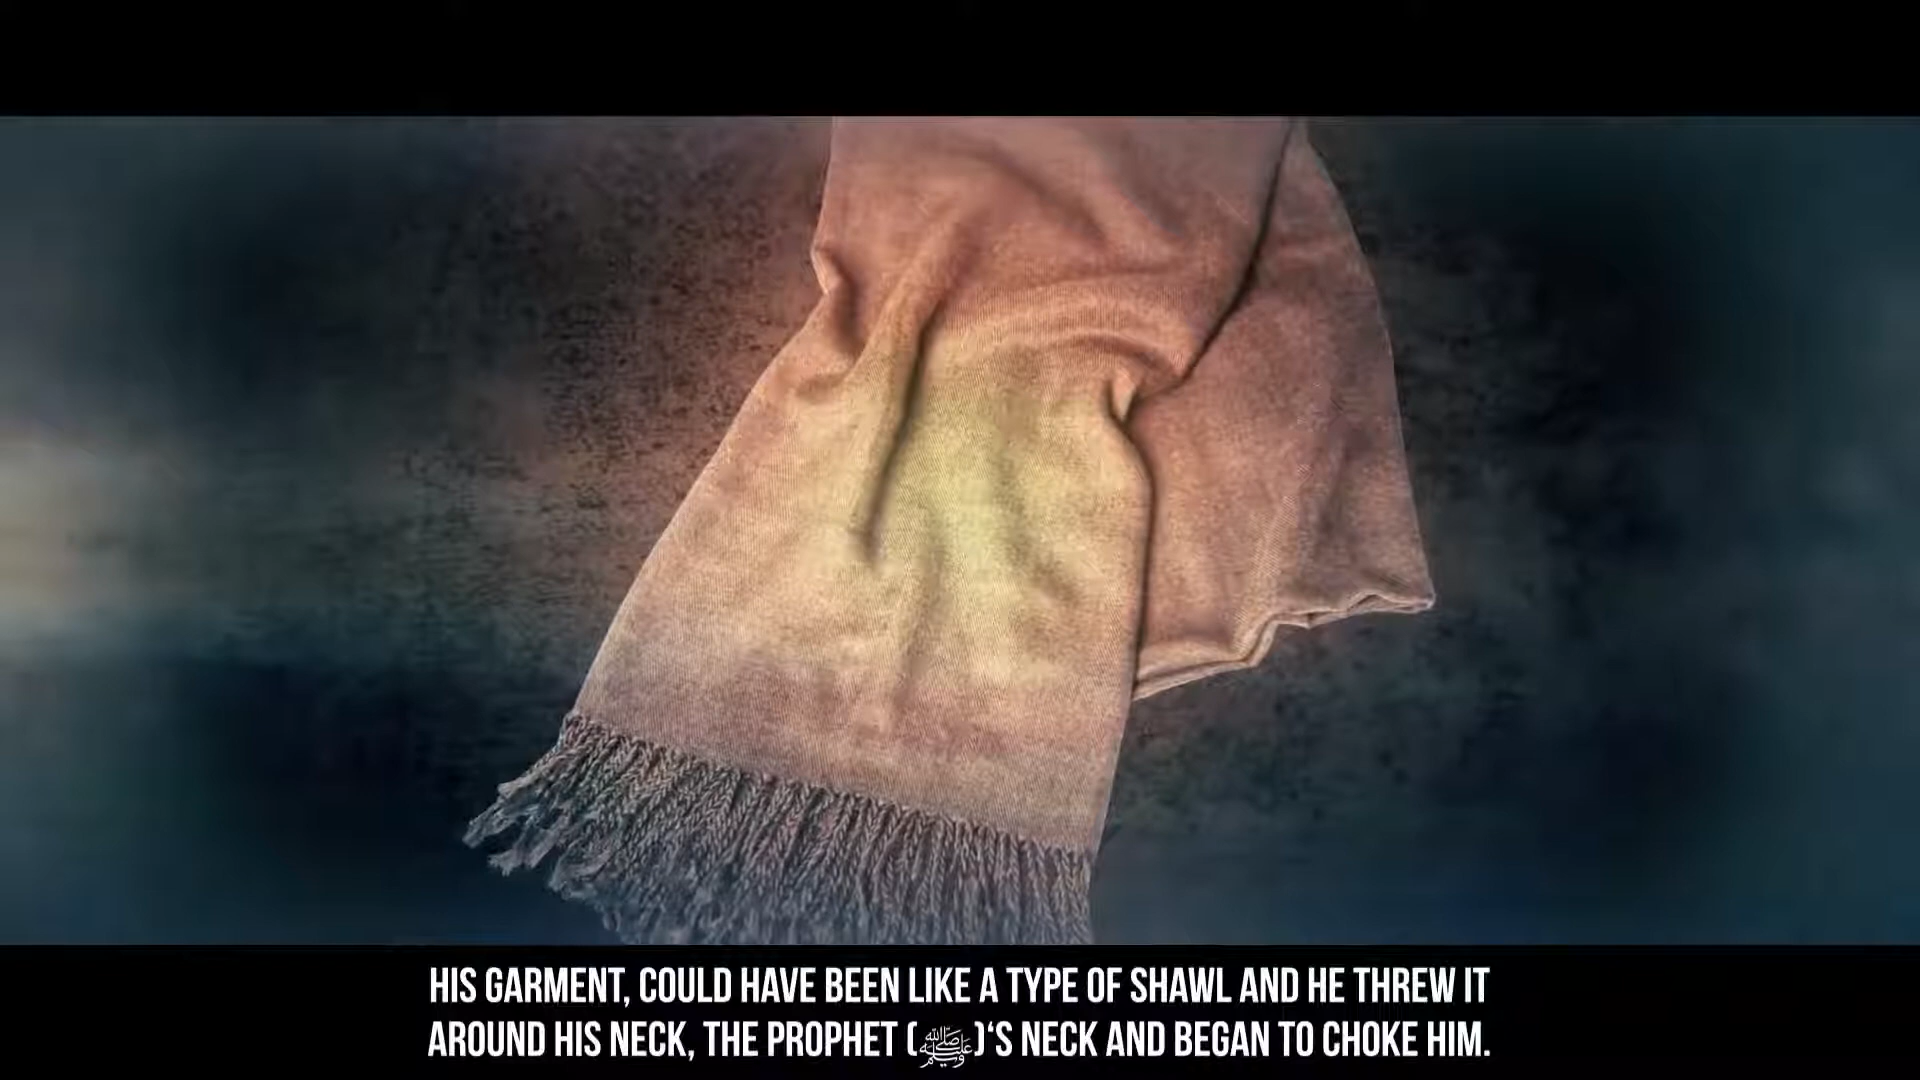 HIS GARMENT, COULD HAVE BEEN LIKE A TYPE OF SHAWL AND HE THREW IT
AROUND HIS NECK, THE PROPHET (ﷺ)‘S NECK AND BEGAN TO CHOKE HIM.